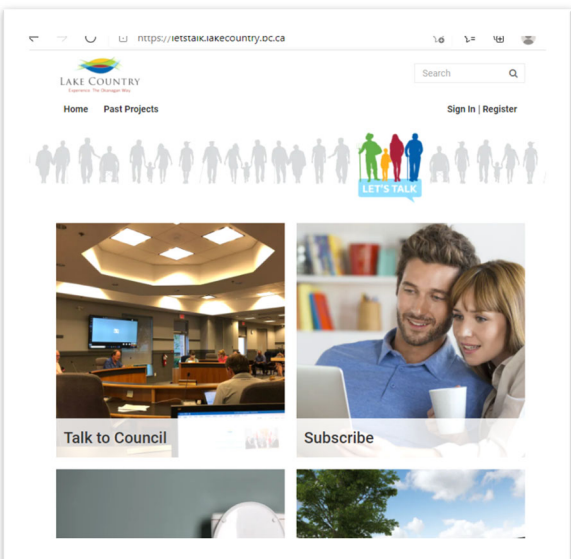 https://letstalk.lakecountry.bc.ca
LAKE COUNTRY
Experience The Okanagan Way
Search
Home Past Projects
Sign In | Register
LET'S TALK
Talk to Council
Subscribe